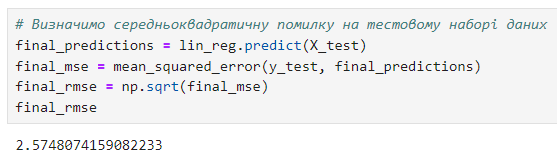 # Визначимо середньоквадратичну помилку на тестовому наборі даних
final_predictions = lin_reg.predict(X_test)
final_mse = mean_squared_error(y_test, final_predictions)
final_rmse = np.sqrt(final_mse)
final_rmse
2.5748074159082233